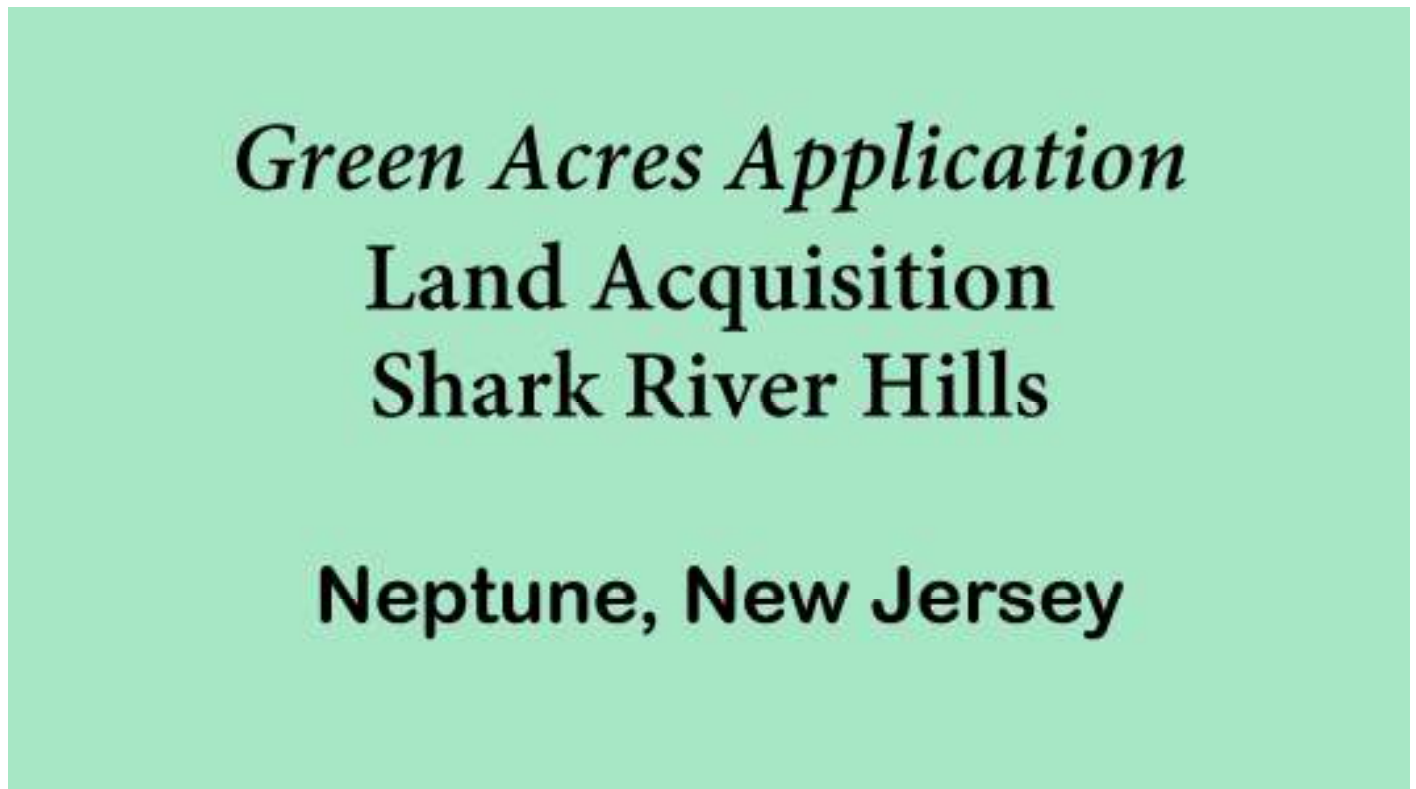 Green Acres Application
Land Acquisition
Shark River Hills
Neptune, New Jersey